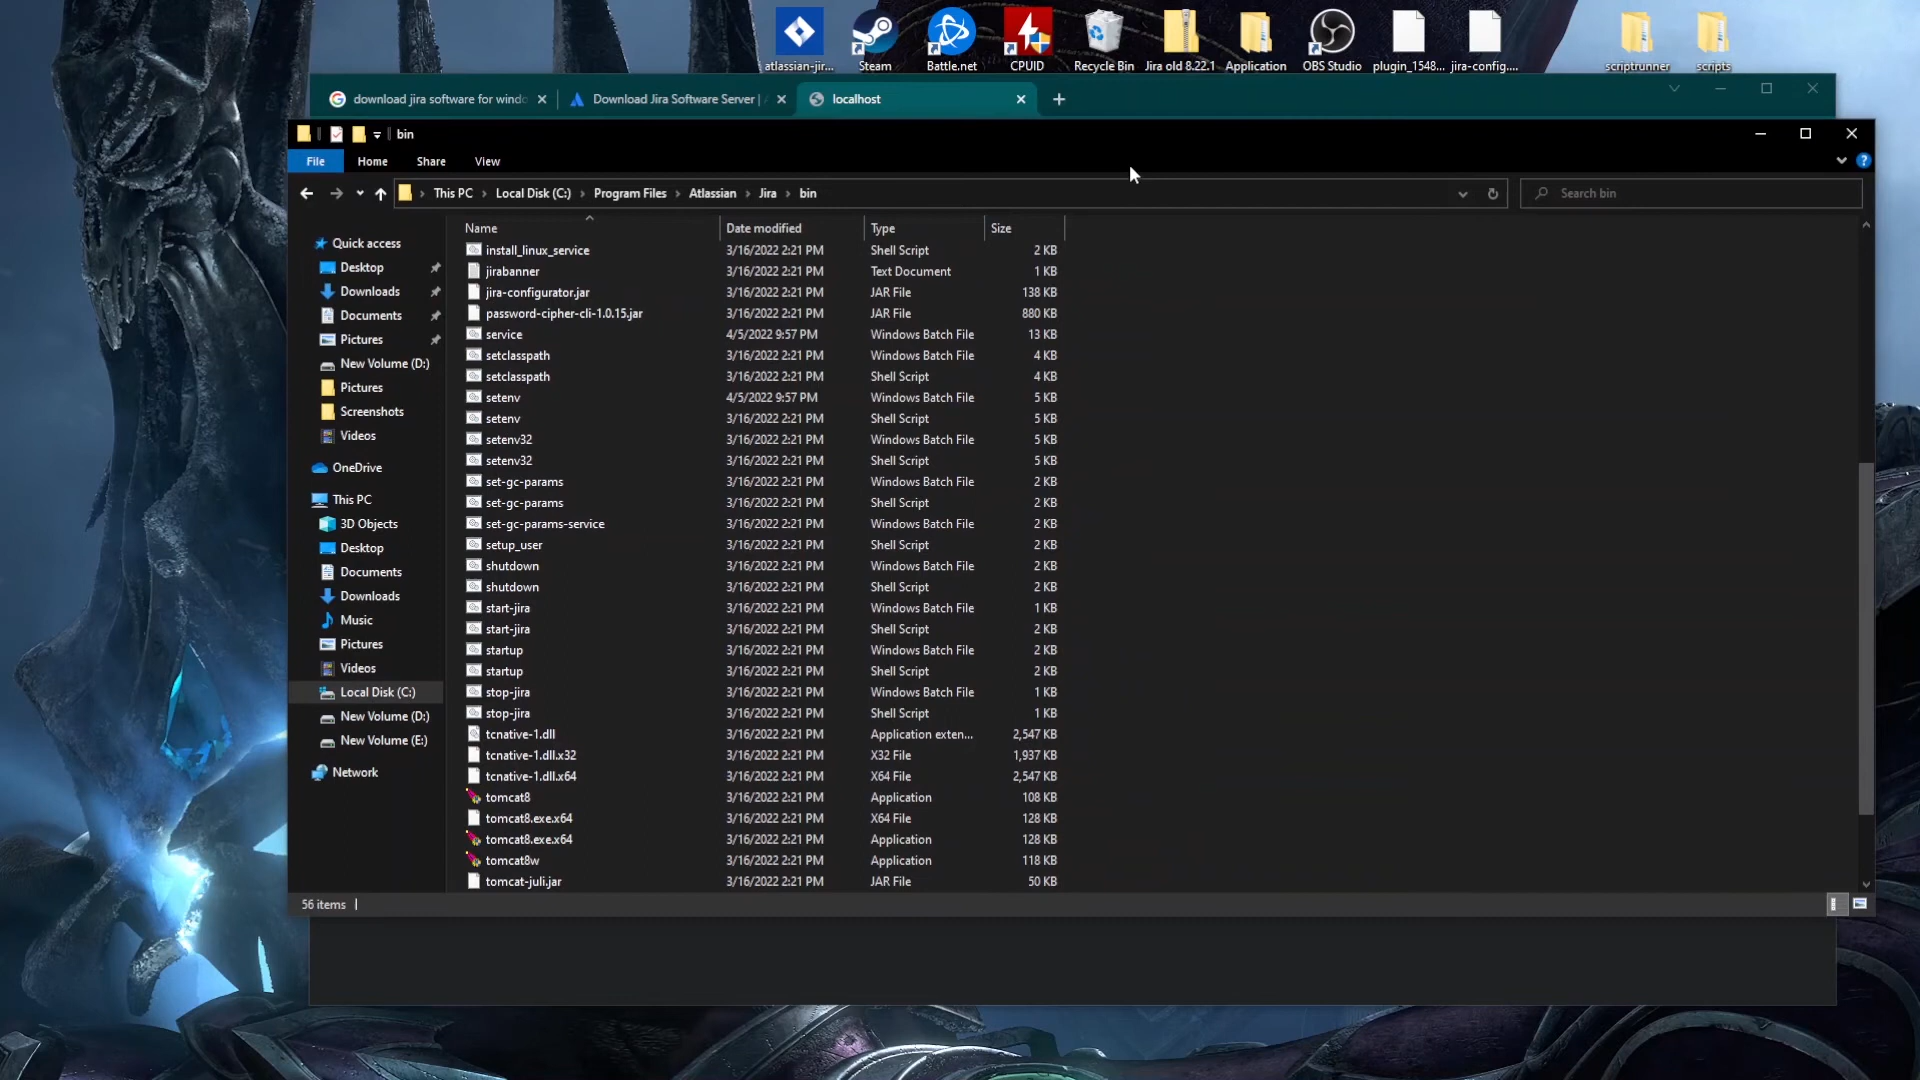 atlassian-jir...
Steam
Battle.net
CPUID
Recycle Bin
Jira old 8.22.1
Application
OBS Studio
plugin_1548...
jira-config....
scriptrunner
scripts
download jira software for windo
Download Jira Software Server |
localhost
bin
File Home Share View
This PC Local Disk (C:) Program Files Atlassian Jira bin
Search bin
Name Date modified Type Size
Quick access
Desktop
Downloads
Documents
Pictures
New Volume (D:)
Pictures
Screenshots
Videos
OneDrive
This PC
3D Objects
Desktop
Documents
Downloads
Music
Pictures
Videos
Local Disk (C:)
New Volume (D:)
New Volume (E:)
Network
install_linux_service 3/16/2022 2:21 PM Shell Script 2 KB
jirabanner 3/16/2022 2:21 PM Text Document 1 KB
jira-configurator.jar 3/16/2022 2:21 PM JAR File 138 KB
password-cipher-cli-1.0.15.jar 3/16/2022 2:21 PM JAR File 880 KB
service 4/5/2022 9:57 PM Windows Batch File 13 KB
setclasspath 3/16/2022 2:21 PM Windows Batch File 4 KB
setclasspath 3/16/2022 2:21 PM Shell Script 4 KB
setenv 4/5/2022 9:57 PM Windows Batch File 5 KB
setenv 3/16/2022 2:21 PM Shell Script 5 KB
setenv32 3/16/2022 2:21 PM Windows Batch File 5 KB
setenv32 3/16/2022 2:21 PM Shell Script 5 KB
set-gc-params 3/16/2022 2:21 PM Windows Batch File 2 KB
set-gc-params 3/16/2022 2:21 PM Shell Script 2 KB
set-gc-params-service 3/16/2022 2:21 PM Windows Batch File 2 KB
setup_user 3/16/2022 2:21 PM Shell Script 2 KB
shutdown 3/16/2022 2:21 PM Windows Batch File 2 KB
shutdown 3/16/2022 2:21 PM Shell Script 2 KB
start-jira 3/16/2022 2:21 PM Windows Batch File 1 KB
start-jira 3/16/2022 2:21 PM Shell Script 2 KB
startup 3/16/2022 2:21 PM Windows Batch File 2 KB
startup 3/16/2022 2:21 PM Shell Script 2 KB
stop-jira 3/16/2022 2:21 PM Windows Batch File 1 KB
stop-jira 3/16/2022 2:21 PM Shell Script 1 KB
tcnative-1.dll 3/16/2022 2:21 PM Application exten... 2,547 KB
tcnative-1.dll.x32 3/16/2022 2:21 PM X32 File 1,937 KB
tcnative-1.dll.x64 3/16/2022 2:21 PM X64 File 2,547 KB
tomcat8 3/16/2022 2:21 PM Application 108 KB
tomcat8.exe.x64 3/16/2022 2:21 PM X64 File 128 KB
tomcat8.exe.x64 3/16/2022 2:21 PM Application 128 KB
tomcat8w 3/16/2022 2:21 PM Application 118 KB
tomcat-juli.jar 3/16/2022 2:21 PM JAR File 50 KB
56 items